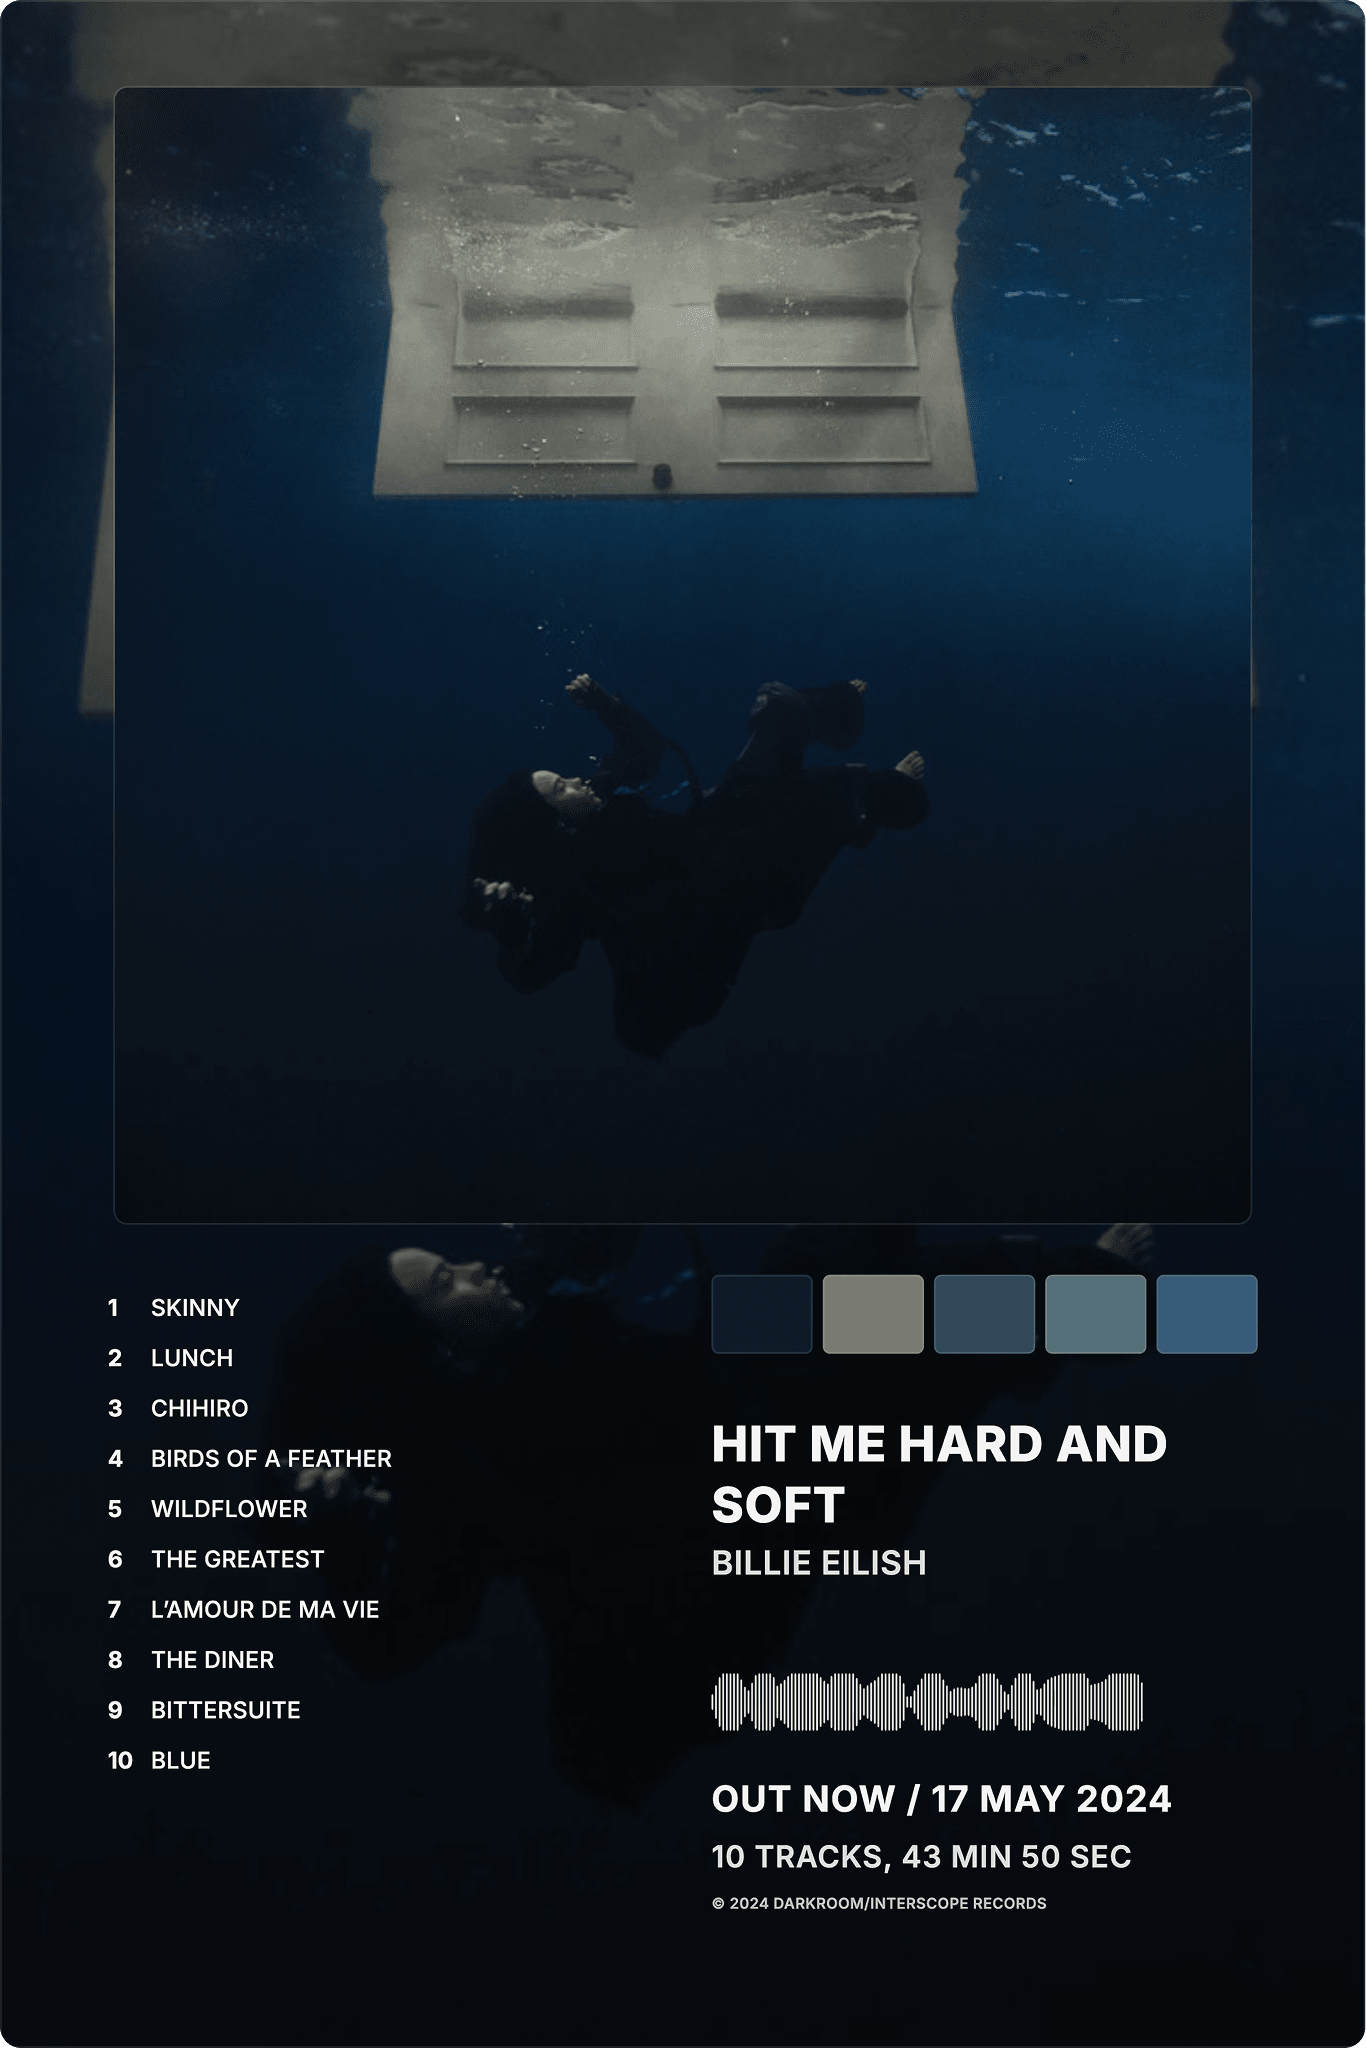 1 SKINNY
2 LUNCH
3 CHIHIRO
4 BIRDS OF A FEATHER
5 WILDFLOWER
6 THE GREATEST
7 L’AMOUR DE MA VIE
8 THE DINER
9 BITTERSUITE
10 BLUE
HIT ME HARD AND
SOFT
BILLIE EILISH
OUT NOW / 17 MAY 2024
10 TRACKS, 43 MIN 50 SEC
© 2024 DARKROOM/INTERSCOPE RECORDS